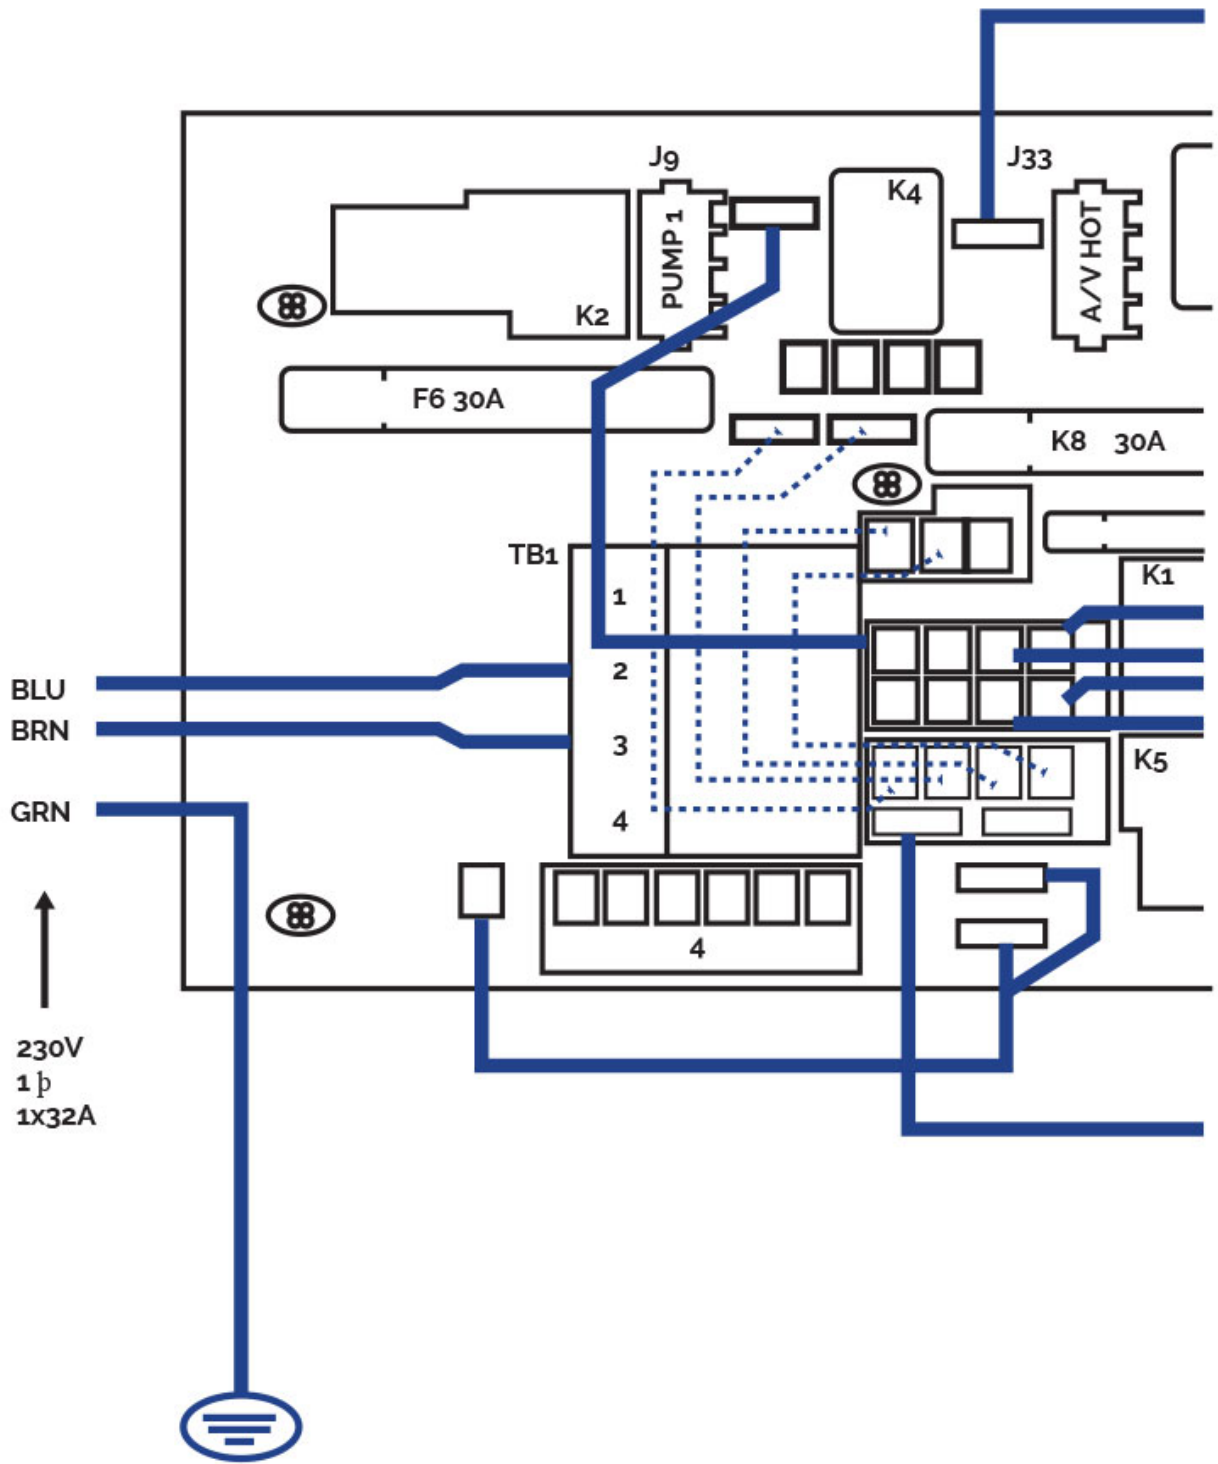 J9
J33
K4
PUMP 1
A/V HOT
K2
F6 30A
K8 30A
TB1
K1
1
2
BLU
BRN
3
K5
GRN
4
4
230V
1 þ
1x32A